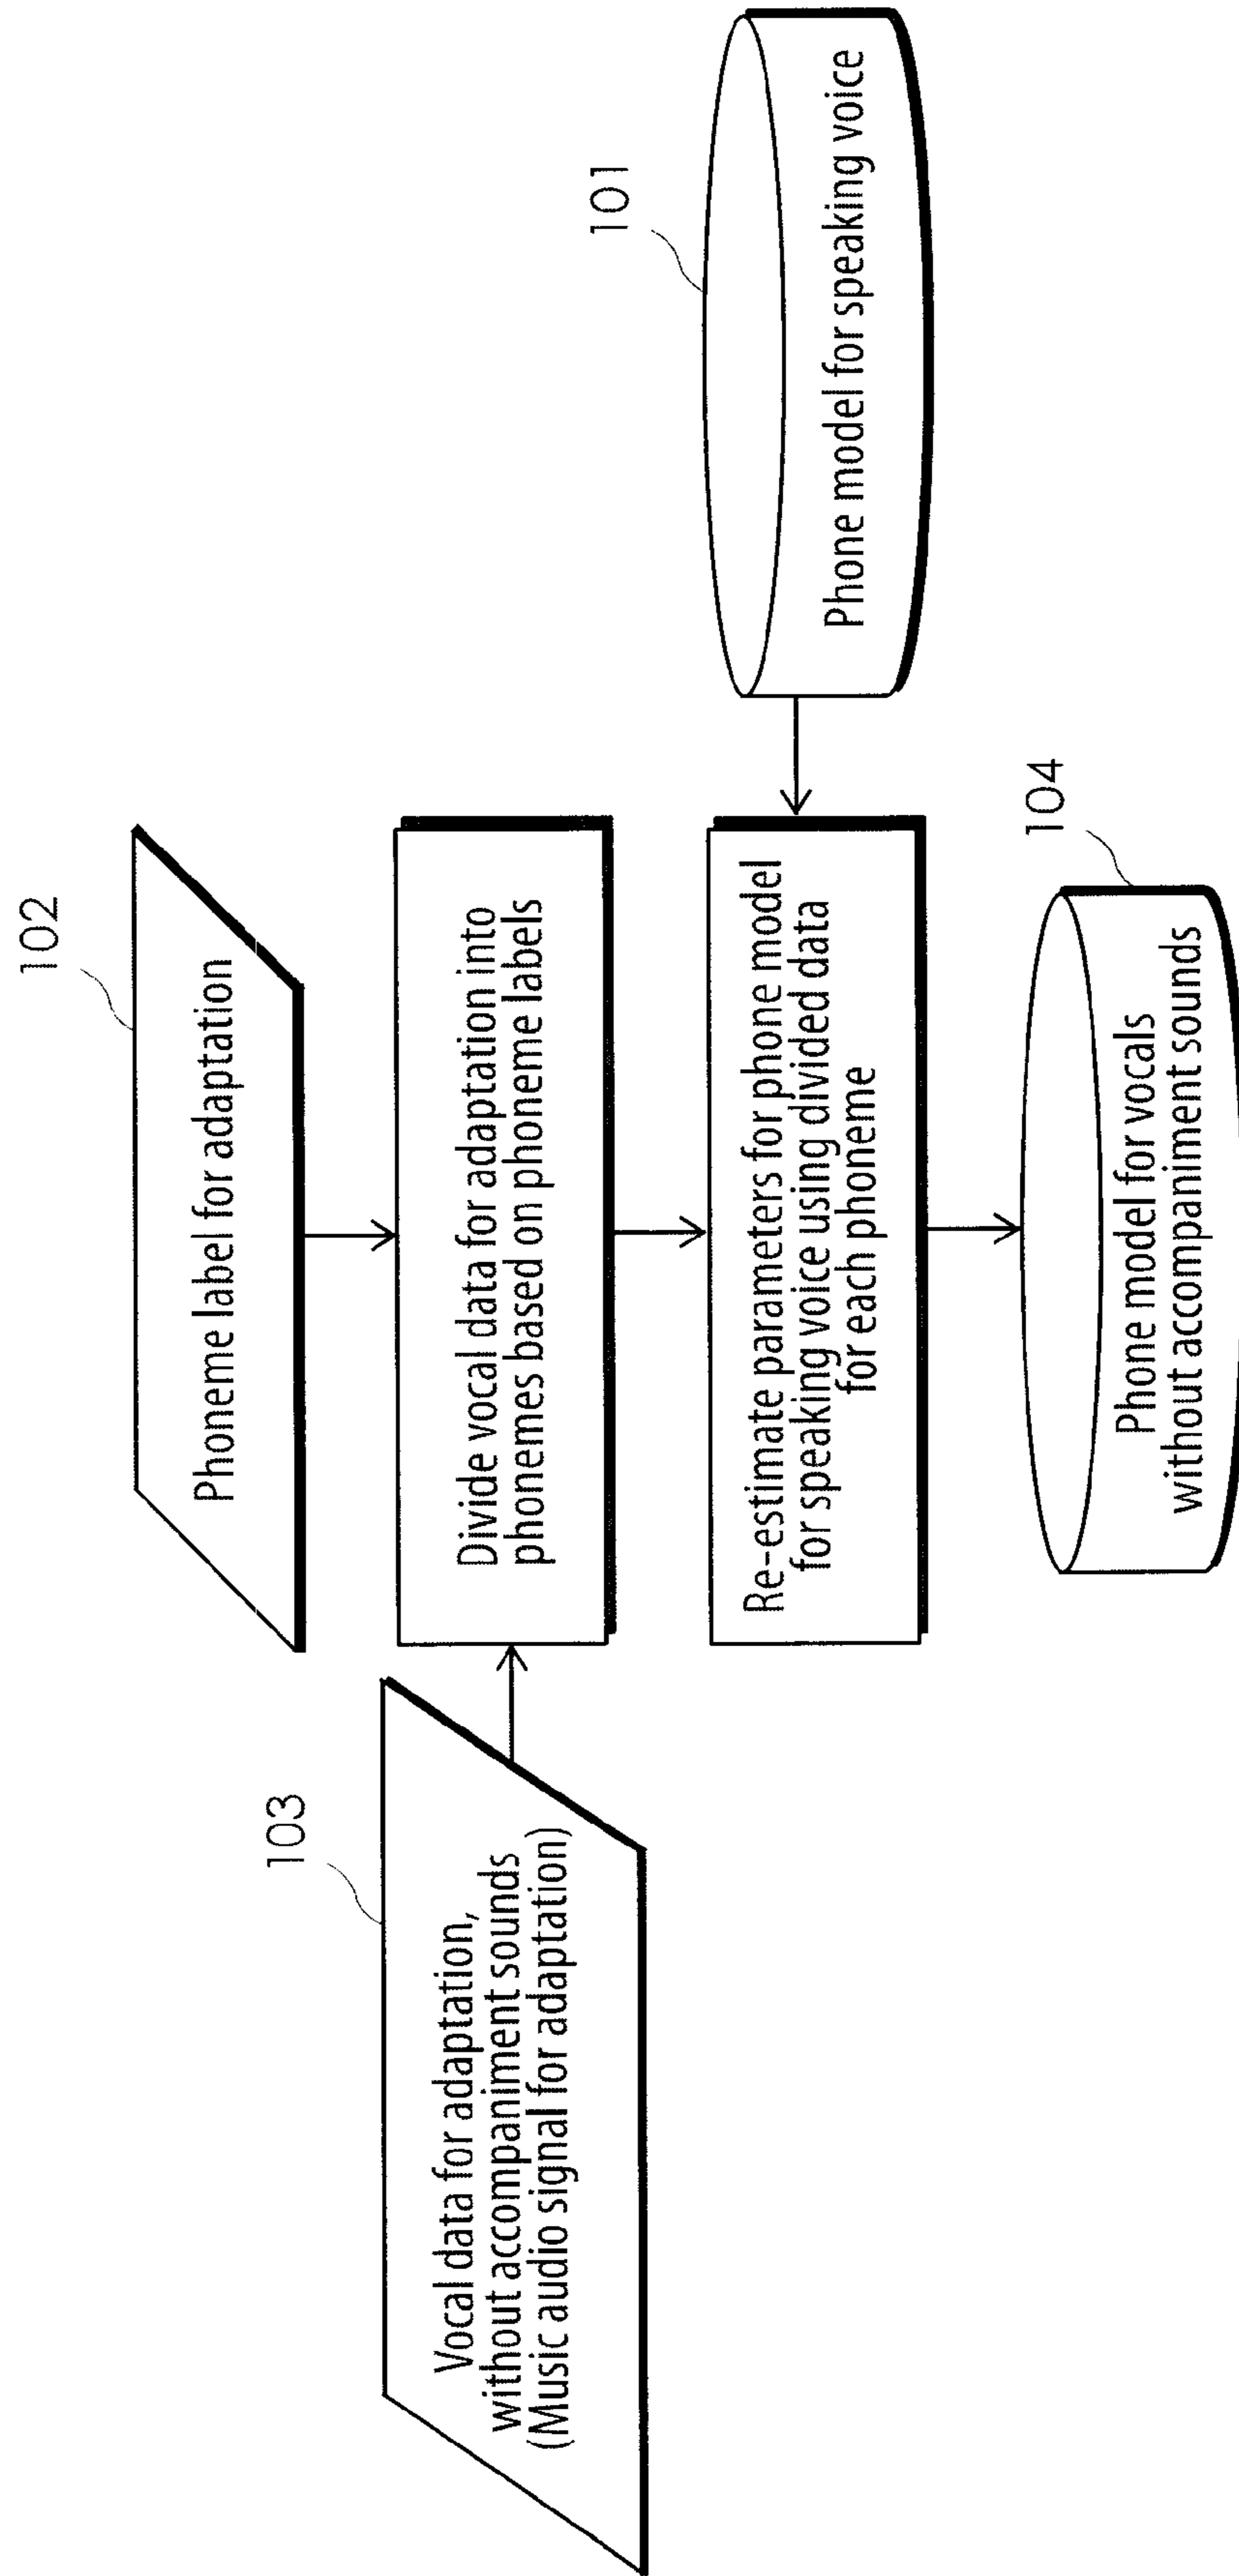 102
Phoneme label for adaptation
103
Vocal data for adaptation,
without accompaniment sounds
(Music audio signal for adaptation)
Divide vocal data for adaptation into
phonemes based on phoneme labels
101
Phone model for speaking voice
Re-estimate parameters for phone model
for speaking voice using divided data
for each phoneme
104
Phone model for vocals
without accompaniment sounds